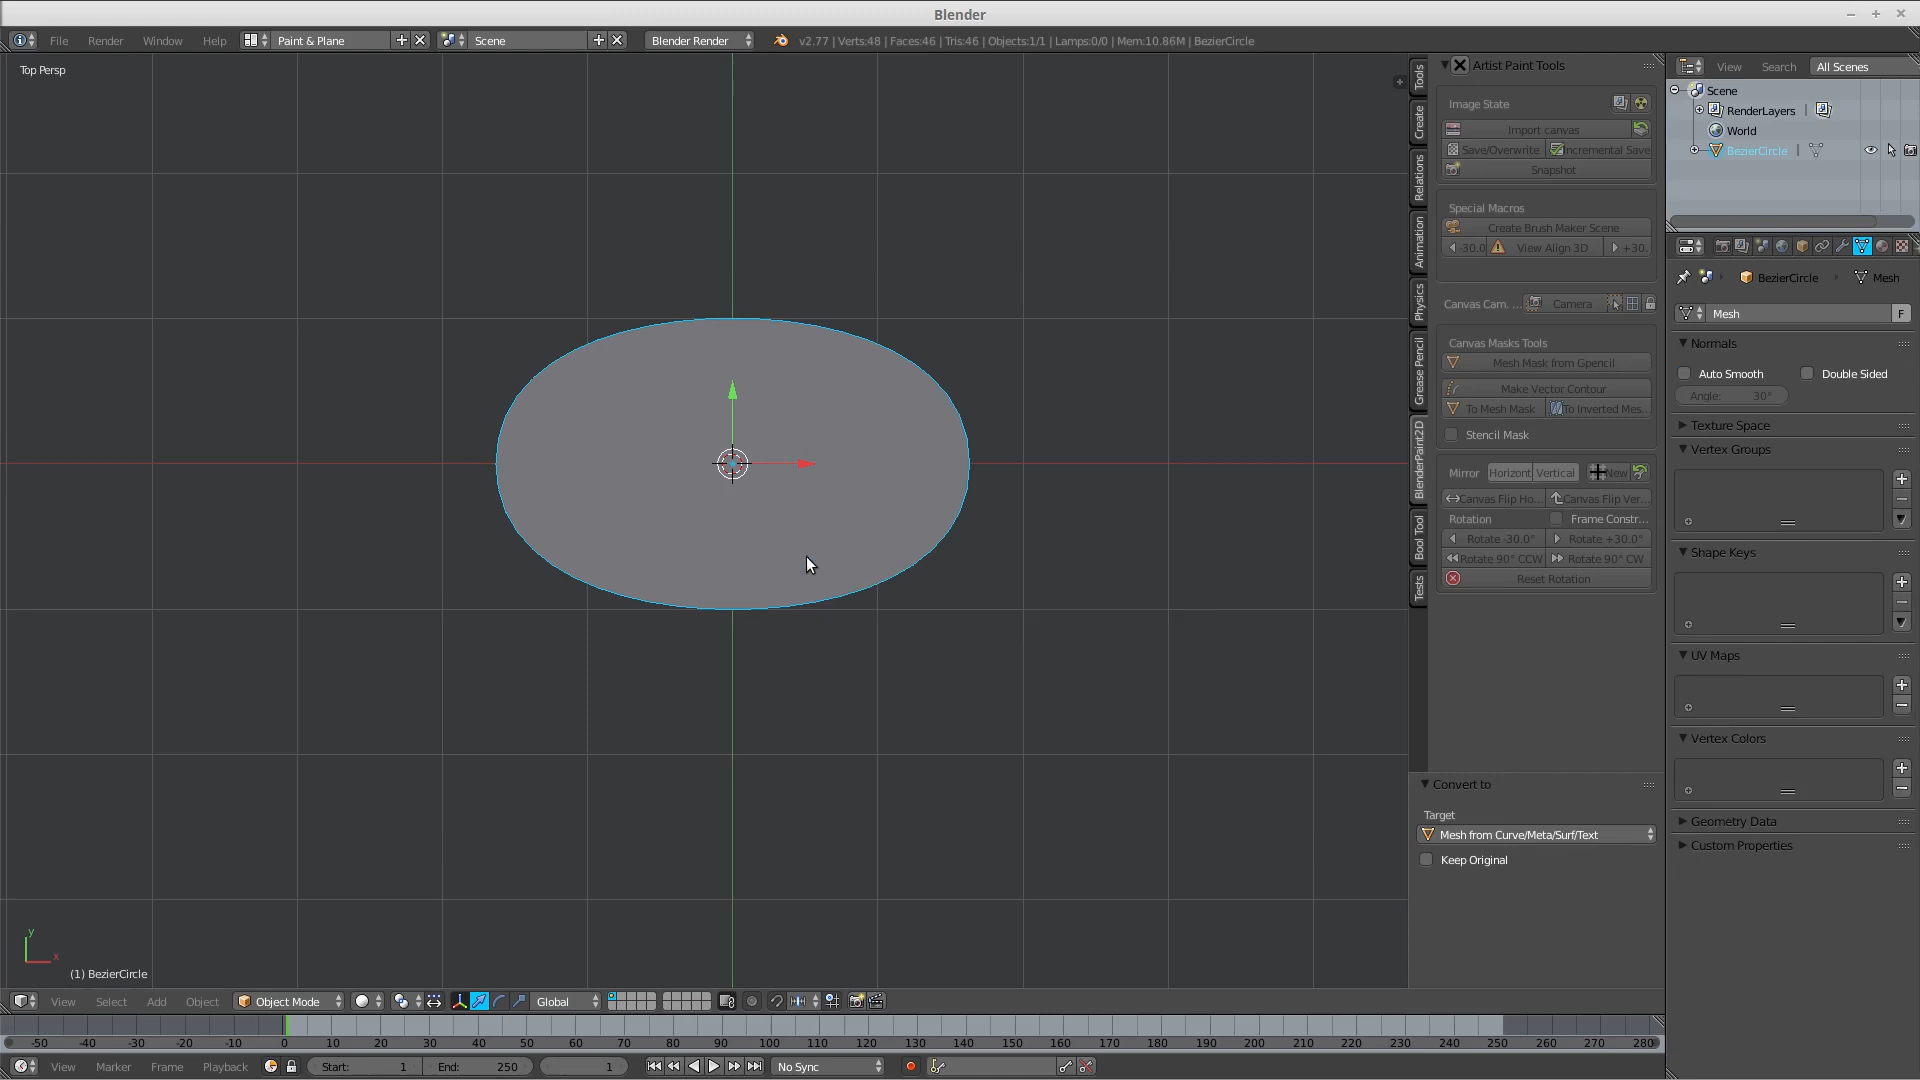 Blender
File Render Window Help Paint & Plane Scene Blender Render v2.77 | Verts:48 | Faces:46 | Tris:46 | Objects:1/1 | Lamps:0/0 | Mem:10.86M | BezierCircle
Top Persp
Tools
Create
Relations
Animation
Physics
Grease Pencil
BlenderPaint2D
Bool Tool
Tests
Artist Paint Tools
Image State
Import canvas
Save/Overwrite Incremental Save
Snapshot
Special Macros
Create Brush Maker Scene
-30.0 View Align 3D +30.
Canvas Cam. ... Camera
Canvas Masks Tools
Mesh Mask from Gpencil
Make Vector Contour
To Mesh Mask To Inverted Mes...
Stencil Mask
Mirror Horizont Vertical New
Canvas Flip Ho... Canvas Flip Ver...
Rotation Frame Constr...
Rotate -30.0° Rotate +30.0°
Rotate 90° CCW Rotate 90° CW
Reset Rotation
Convert to
Target
Mesh from Curve/Meta/Surf/Text
Keep Original
View Search All Scenes
Scene
RenderLayers |
World
BezierCircle |
BezierCircle Mesh
Mesh F
Normals
Auto Smooth Double Sided
Angle: 30°
Texture Space
Vertex Groups
Shape Keys
UV Maps
Vertex Colors
Geometry Data
Custom Properties
y
x
(1) BezierCircle
View Select Add Object Object Mode Global
-50 -40 -30 -20 -10 0 10 20 30 40 50 60 70 80 90 100 110 120 130 140 150 160 170 180 190 200 210 220 230 240 250 260 270 280
View Marker Frame Playback Start: 1 End: 250 1 No Sync